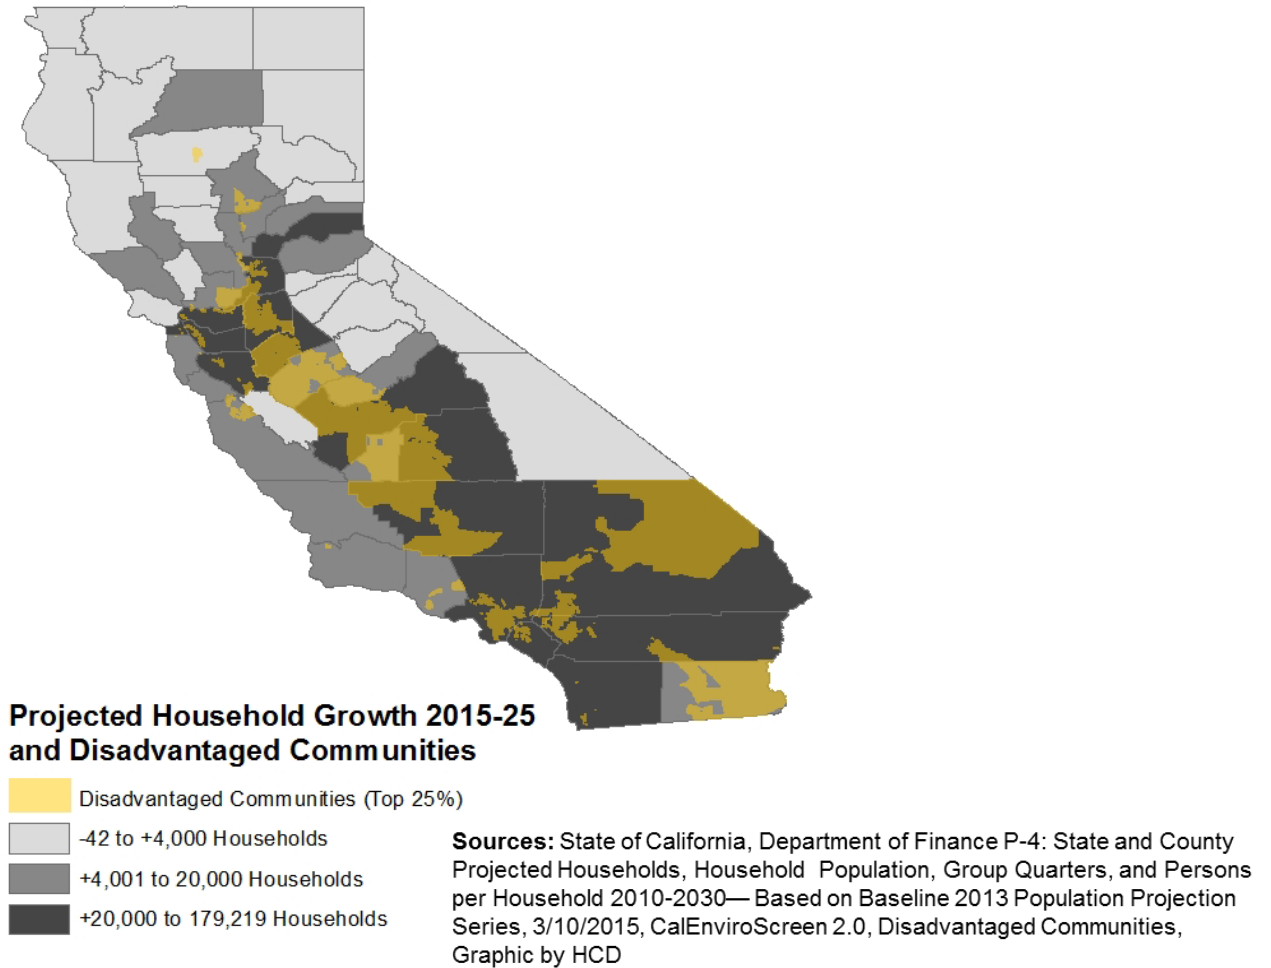 Projected Household Growth 2015-25
and Disadvantaged Communities
Disadvantaged Communities (Top 25%)
-42 to +4,000 Households
+4,001 to 20,000 Households
+20,000 to 179,219 Households
Sources: State of California, Department of Finance P-4: State and County
Projected Households, Household Population, Group Quarters, and Persons
per Household 2010-2030— Based on Baseline 2013 Population Projection
Series, 3/10/2015, CalEnviroScreen 2.0, Disadvantaged Communities,
Graphic by HCD